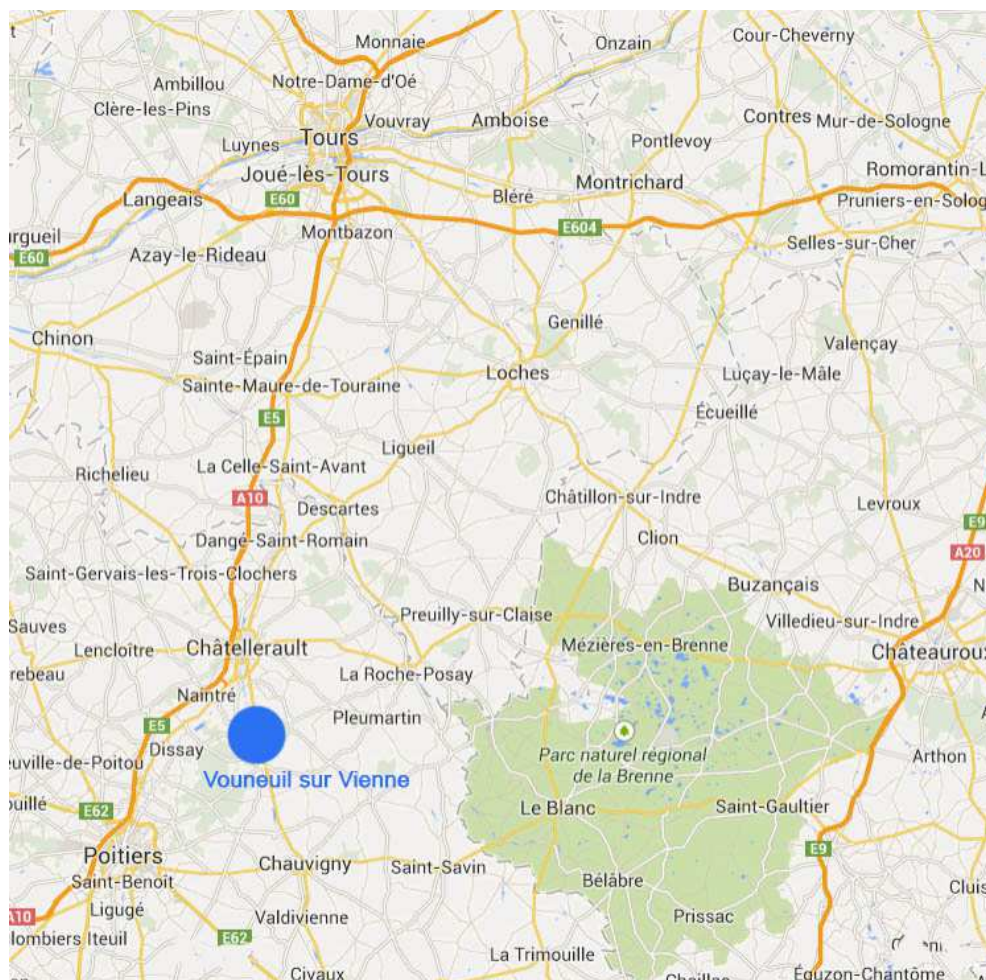 Monnaie
Onzain
Cour-Cheverny
Ambillou
Notre-Dame-d'Oé
Clère-les-Pins
Vouvray
Amboise
Contres
Mur-de-Sologne
Luynes
Tours
Pontlevoy
Joué-lès-Tours
Montrichard
Romorantin-L
Langeais
E60
Bléré
Pruniers-en-Solog
urgueil
Montbazon
E604
Selles-sur-Cher
E60
Azay-le-Rideau
Chinon
Genillé
Valençay
Saint-Épain
Loches
Luçay-le-Mâle
Sainte-Maure-de-Touraine
Écueillé
E5
Ligueil
Richelieu
La Celle-Saint-Avant
A10
Châtillon-sur-Indre
Levroux
Descartes
E9
Dangé-Saint-Romain
Clion
A20
Saint-Gervais-les-Trois-Clochers
Buzançais
N
Preuilly-sur-Claise
Villedieu-sur-Indre
Sauves
Lencloître
Châtellerault
Mézières-en-Brenne
Châteauroux
rebeau
La Roche-Posay
Naintré
Pleumartin
E5
Dissay
Parc naturel régional
de la Brenne
Arthon
euville-de-Poitou
Vouneuil sur Vienne
ouillé
E62
Le Blanc
Saint-Gaultier
Poitiers
Chauvigny
Saint-Savin
E9
Saint-Benoît
Bélâbre
Cluis
A10
Ligugé
Valdivienne
Prissac
lombiers
Iteuil
E62
La Trimouille
Civaux
Éguzon-Chantôme